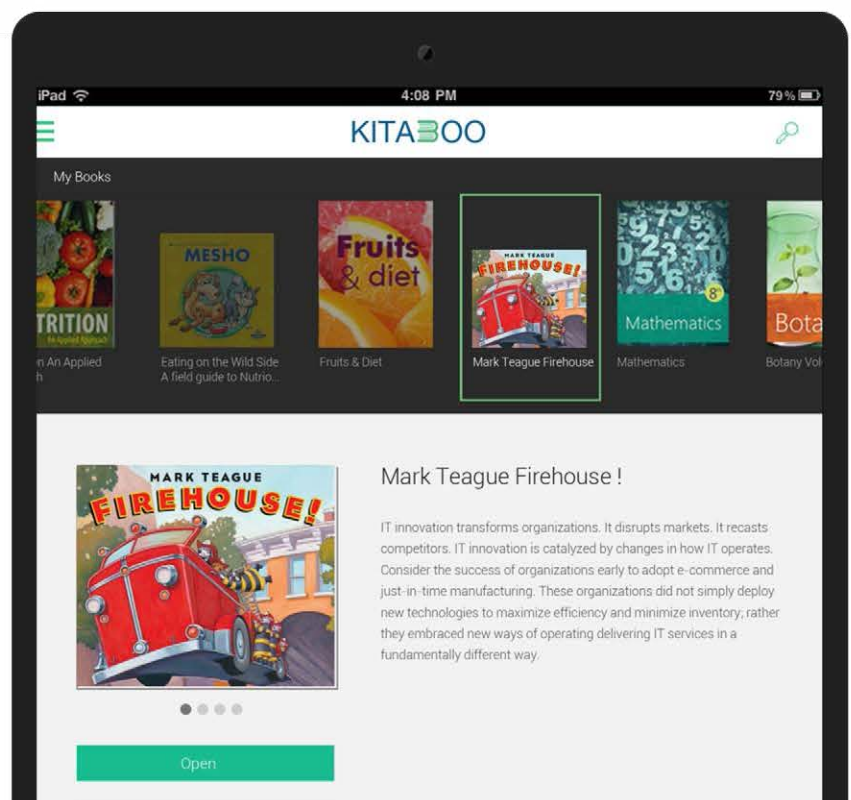 iPad 4:08 PM 79%
KITABOO
My Books
TRITION
An Applied Approach
MESHO
Fruits
& diet
MARK TEAGUE
FIREHOUSE!
8th
Mathematics
Bota
n An Applied
h
Eating on the Wild Side
A field guide to Nutrio...
Fruits & Diet
Mark Teague Firehouse
Mathematics
Botany Vol
MARK TEAGUE
FIREHOUSE!
Mark Teague Firehouse !
IT innovation transforms organizations. It disrupts markets. It recasts
competitors. IT innovation is catalyzed by changes in how IT operates.
Consider the success of organizations early to adopt e-commerce and
just-in-time manufacturing. These organizations did not simply deploy
new technologies to maximize efficiency and minimize inventory; rather
they embraced new ways of operating delivering IT services in a
fundamentally different way.
Open